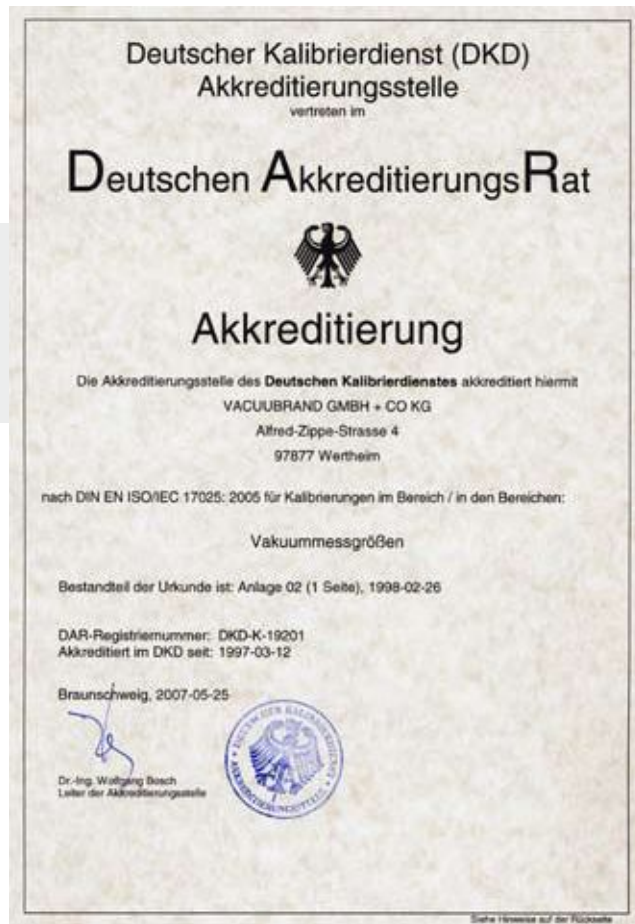 Deutscher Kalibrierdienst (DKD)
Akkreditierungsstelle
vertreten im
Deutschen AkkreditierungsRat
Akkreditierung
Die Akkreditierungsstelle des Deutschen Kalibrierdienstes akkreditiert hiermit
VACUUBRAND GMBH + CO KG
Alfred-Zippe-Strasse 4
97877 Wertheim
nach DIN EN ISO/IEC 17025: 2005 für Kalibrierungen im Bereich / in den Bereichen:
Vakuummessgrößen
Bestandteil der Urkunde ist: Anlage 02 (1 Seite), 1998-02-26
DAR-Registriernummer: DKD-K-19201
Akkreditiert im DKD seit: 1997-03-12
Braunschweig, 2007-05-25
DEUTSCHER KALIBRIERDIENST
AKKREDITIERUNGSSTELLE
Dr.-Ing. Wolfgang Bosch
Leiter der Akkreditierungsstelle
Siehe Hinweise auf der Rückseite